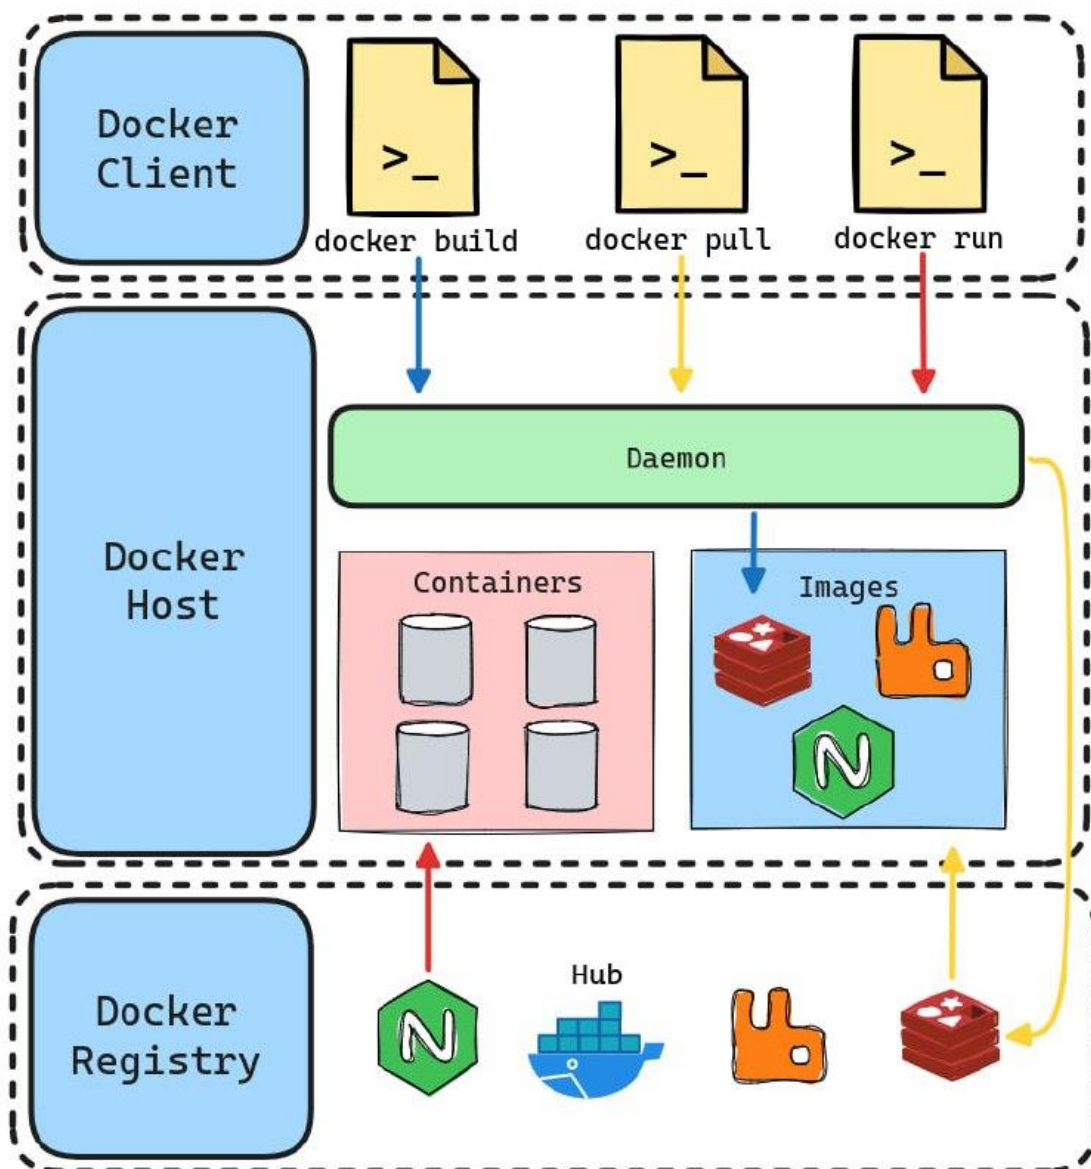 Docker
Client
>_
>_
>_
docker build
docker pull
docker run
Daemon
Docker
Host
Containers
Images
N
Docker
Registry
Hub
N